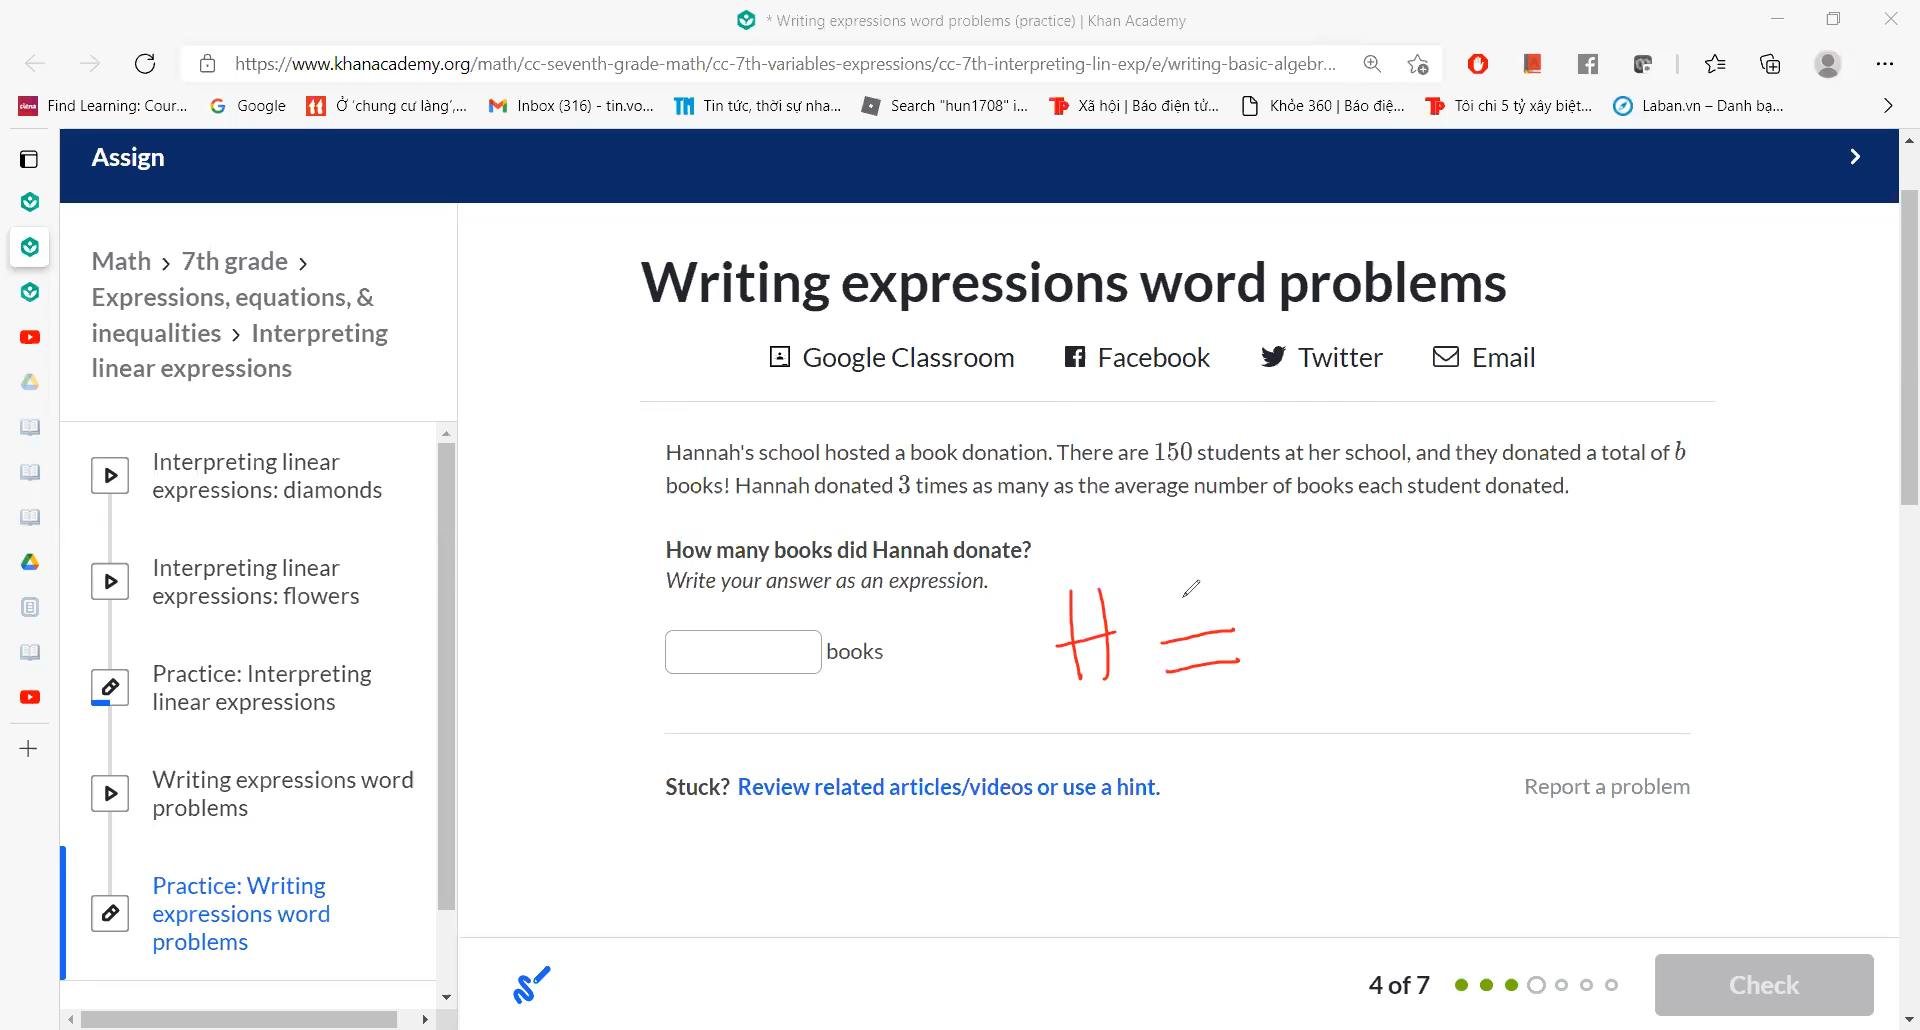 * Writing expressions word problems (practice) | Khan Academy
https://www.khanacademy.org/math/cc-seventh-grade-math/cc-7th-variables-expressions/cc-7th-interpreting-lin-exp/e/writing-basic-algebr...
citrus Find Learning: Cour... Google Ở 'chung cư làng',... Inbox (316) - tin.vo... Tin tức, thời sự nha... Search "hun1708" i... Xã hội | Báo điện tử... Khỏe 360 | Báo điệ... Tôi chi 5 tỷ xây biệt... Laban.vn – Danh bạ...
Assign
Math > 7th grade >
Expressions, equations, &
inequalities > Interpreting
linear expressions
Interpreting linear
expressions: diamonds
Interpreting linear
expressions: flowers
Practice: Interpreting
linear expressions
Writing expressions word
problems
Practice: Writing
expressions word
problems
Writing expressions word problems
Google Classroom Facebook Twitter Email
Hannah's school hosted a book donation. There are 150 students at her school, and they donated a total of b
books! Hannah donated 3 times as many as the average number of books each student donated.
How many books did Hannah donate?
Write your answer as an expression.
books
H =
Stuck? Review related articles/videos or use a hint.
Report a problem
4 of 7
Check